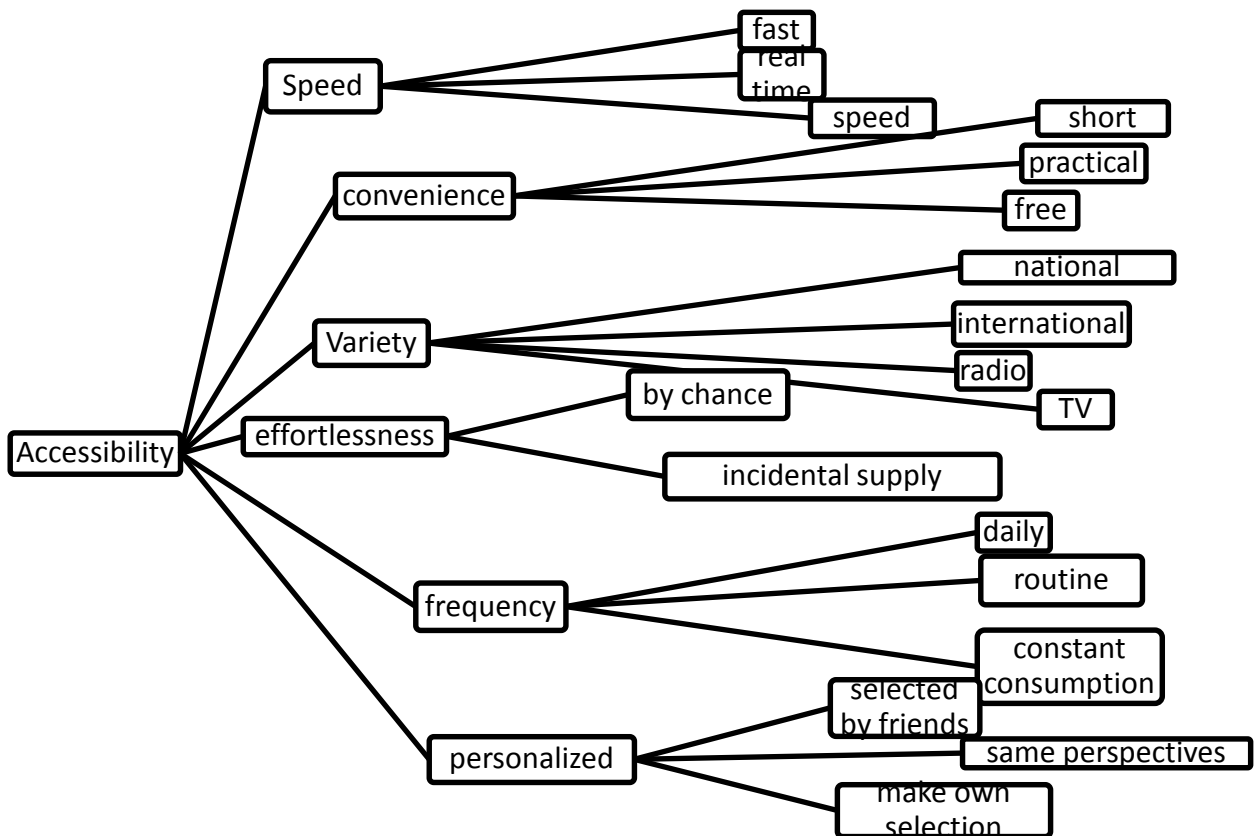 fast
real
time
Speed
speed
short
practical
convenience
free
national
international
Variety
radio
by chance
TV
effortlessness
Accessibility
incidental supply
daily
routine
frequency
constant
consumption
selected
by friends
same perspectives
personalized
make own
selection